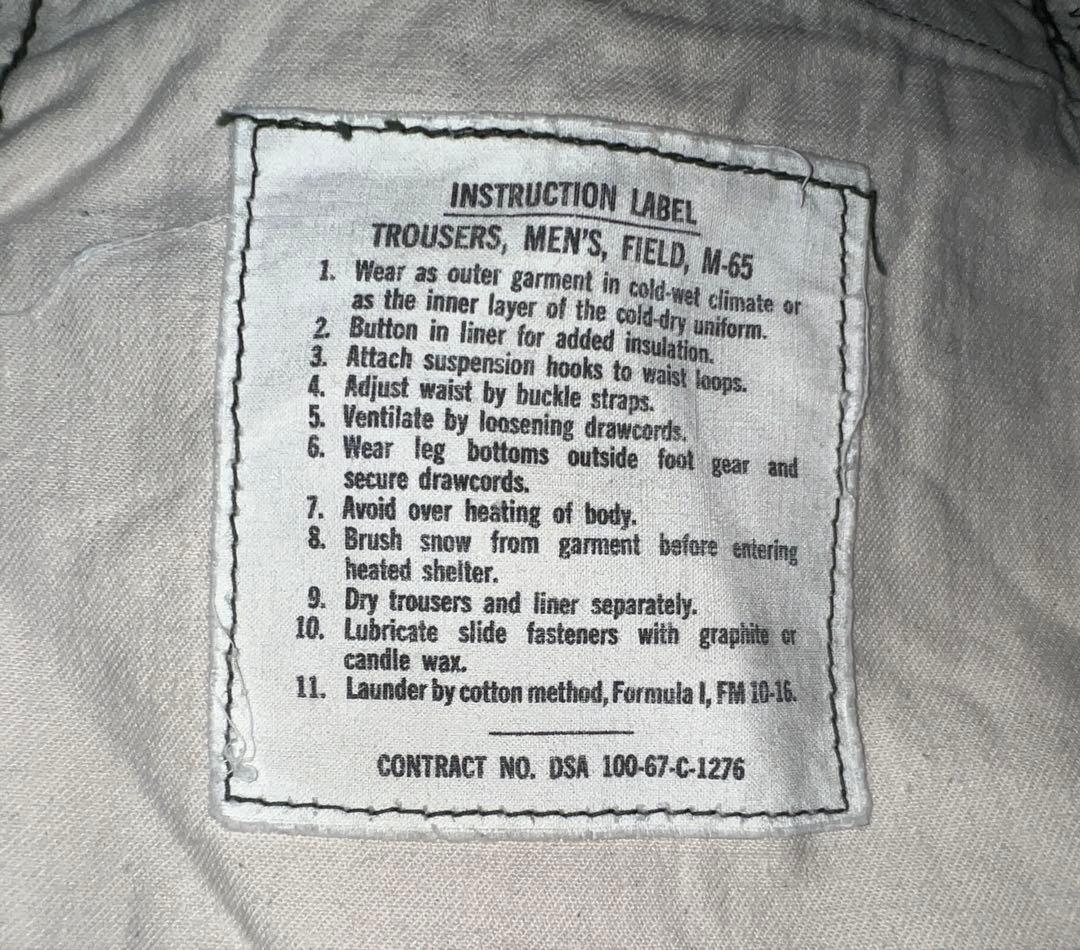 INSTRUCTION LABEL
TROUSERS, MEN'S, FIELD, M-65
1. Wear as outer garment in cold-wet climate or
as the inner layer of the cold-dry uniform.
2. Button in liner for added insulation.
3. Attach suspension hooks to waist loops.
4. Adjust waist by buckle straps.
5. Ventilate by loosening drawcords.
6. Wear leg bottoms outside foot gear and
secure drawcords.
7. Avoid over heating of body.
8. Brush snow from garment before entering
heated shelter.
9. Dry trousers and liner separately.
10. Lubricate slide fasteners with graphite or
candle wax.
11. Launder by cotton method, Formula I, FM 10-16.
CONTRACT NO. DSA 100-67-C-1276